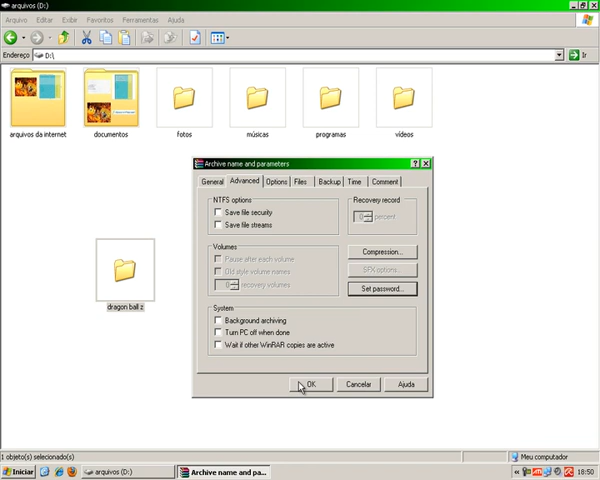 arquivos (D:)
Arquivo Editar Exibir Favoritos Ferramentas Ajuda
Endereço D:\ Ir
arquivos da internet documentos fotos músicas programas vídeos
dragon ball z
Archive name and parameters
General Advanced Options Files Backup Time Comment
NTFS options
Save file security
Save file streams
Recovery record
0 percent
Volumes
Pause after each volume
Old style volume names
0 recovery volumes
Compression...
SFX options...
Set password...
System
Background archiving
Turn PC off when done
Wait if other WinRAR copies are active
OK Cancelar Ajuda
1 objeto(s) selecionado(s) Meu computador
Iniciar arquivos (D:) Archive name and pa... 18:50